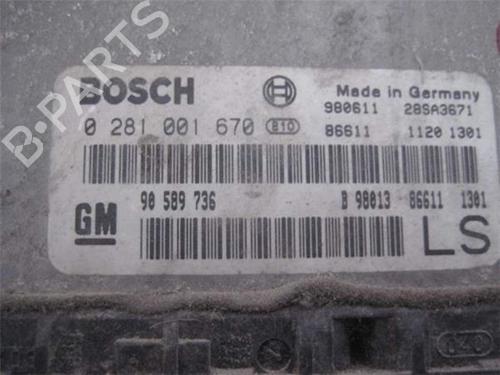 B-PARTS
BOSCH Made in Germany
980611 28SA3671
0 281 001 670 B10 86611 1120 1301
90 589 736 B 98013 86611 1301
GM LS